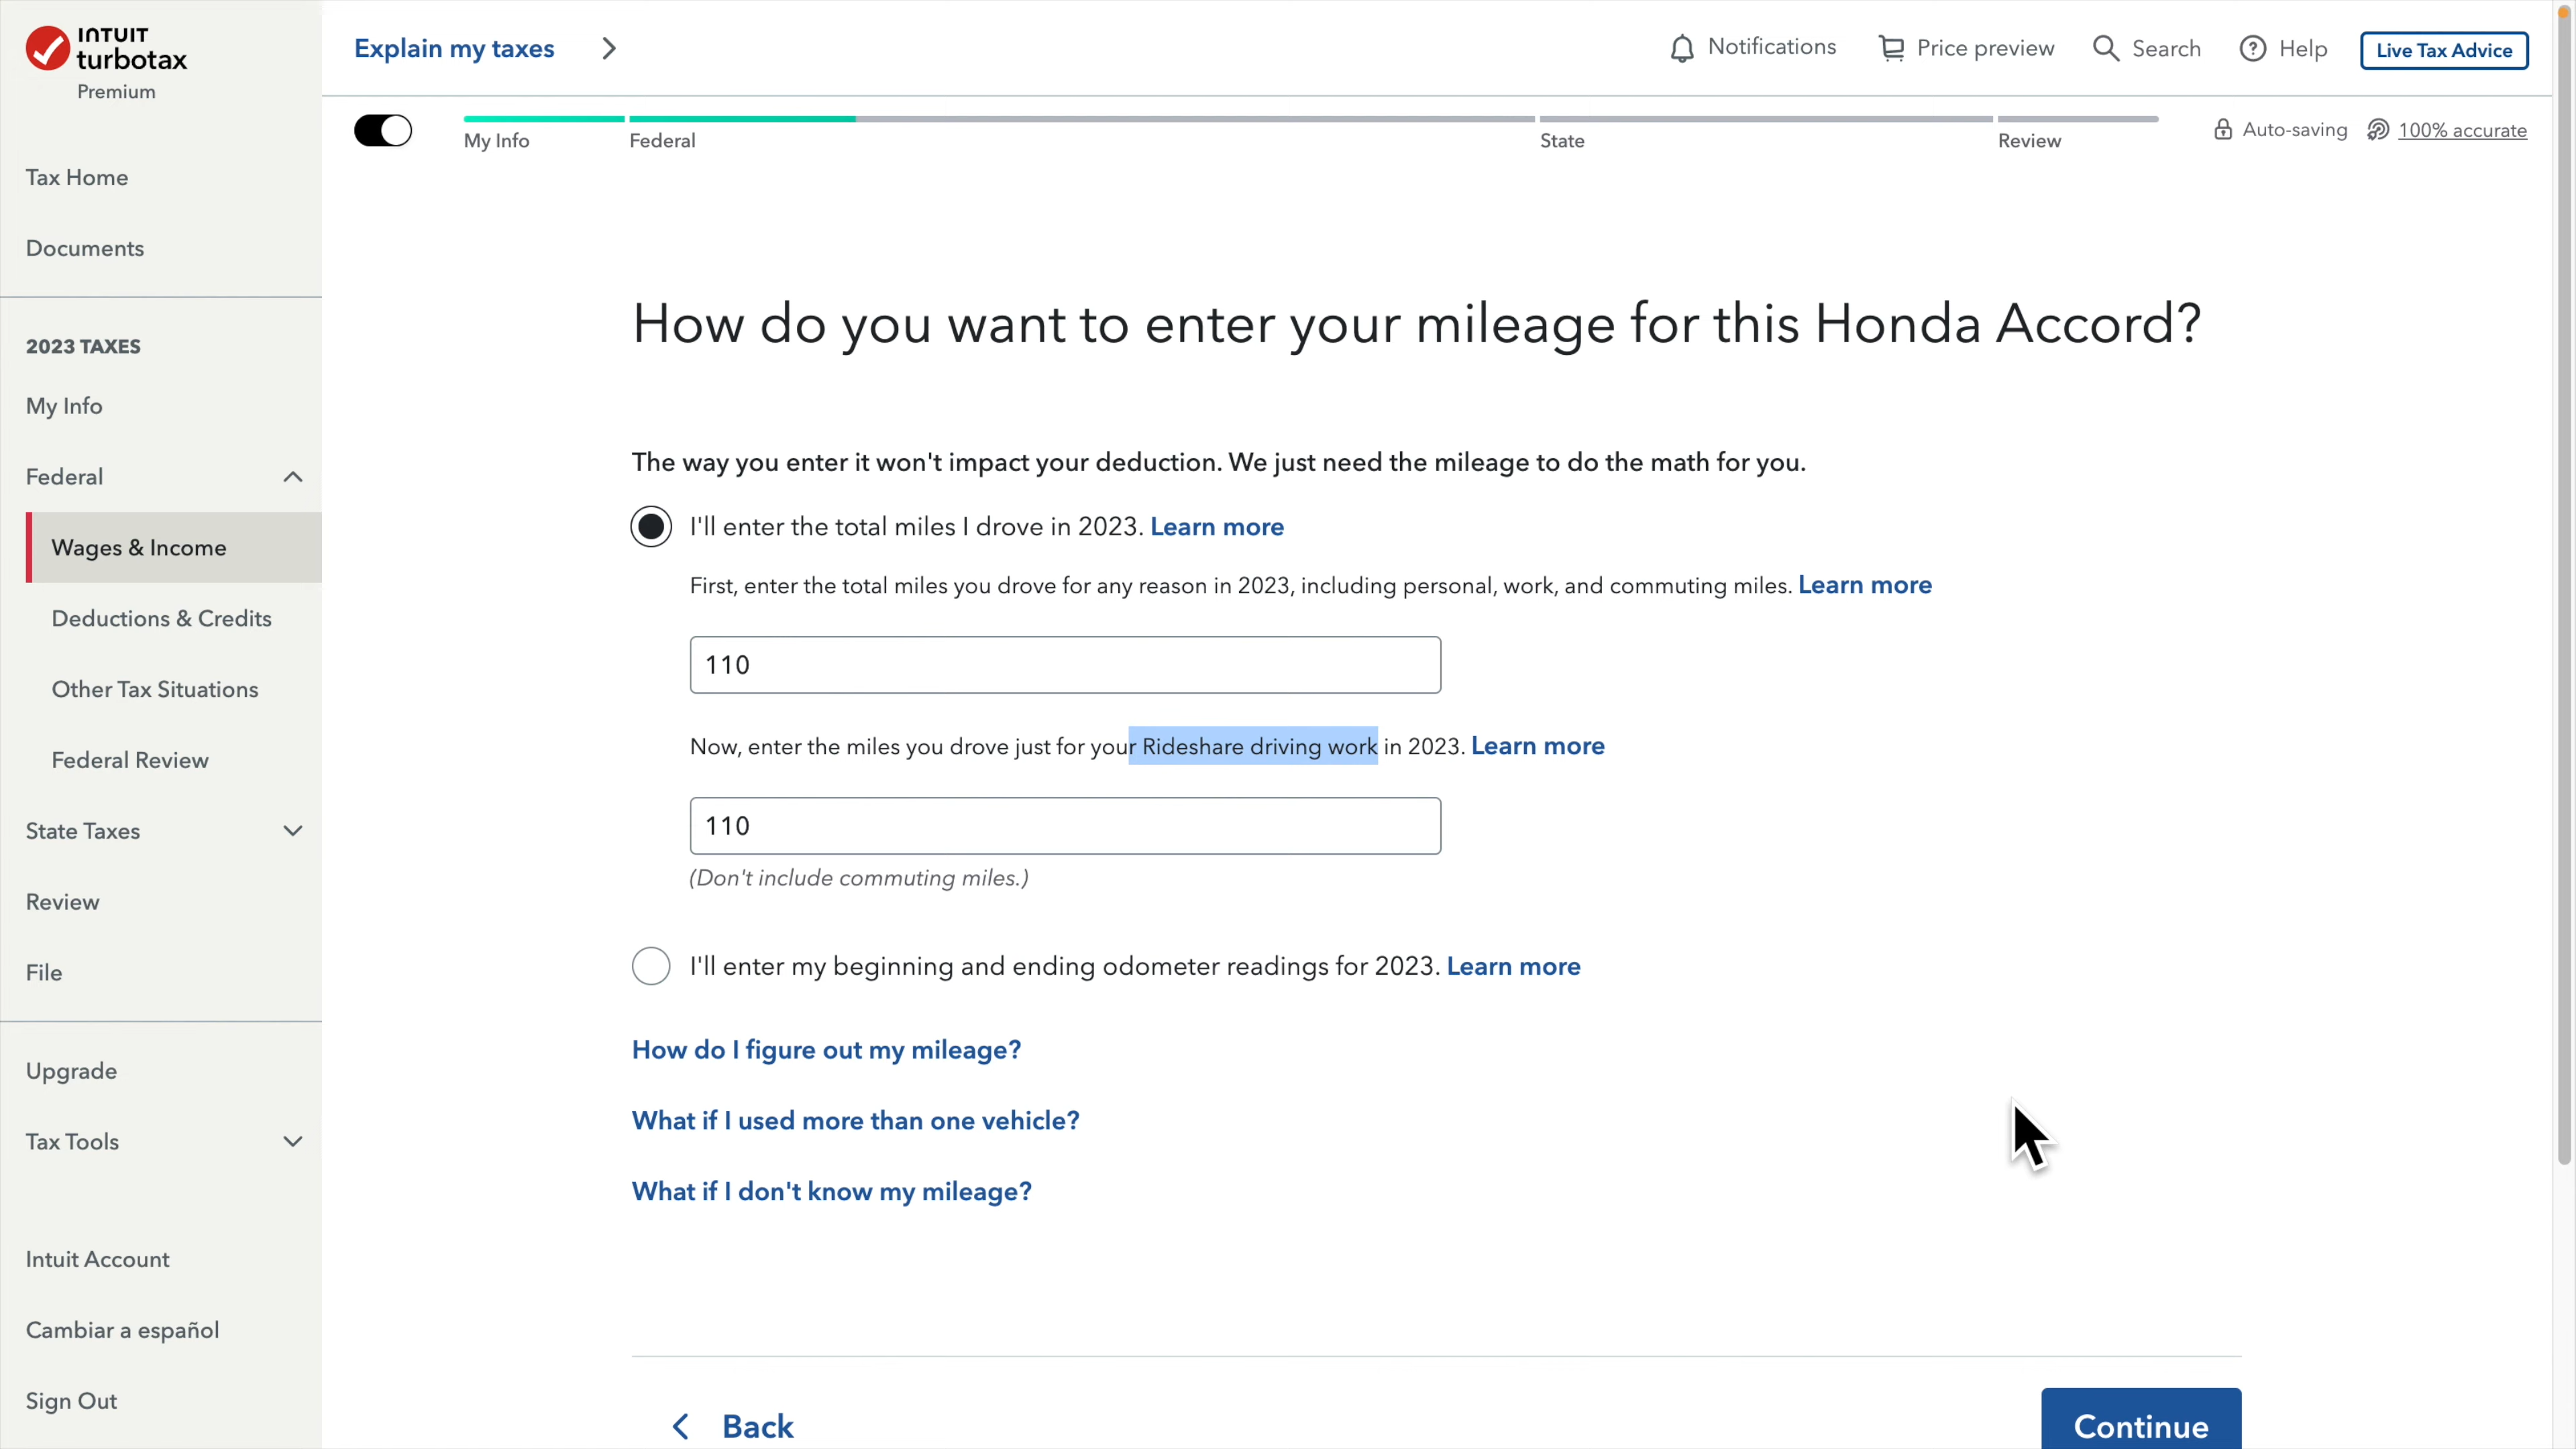 INTUIT
turbotax
Premium
Explain my taxes
Notifications
Price preview
Search
Help
Live Tax Advice
My Info
Federal
State
Review
Auto-saving
100% accurate
Tax Home
Documents
2023 TAXES
My Info
Federal
Wages & Income
Deductions & Credits
Other Tax Situations
Federal Review
State Taxes
Review
File
Upgrade
Tax Tools
Intuit Account
Cambiar a español
Sign Out
How do you want to enter your mileage for this Honda Accord?
The way you enter it won't impact your deduction. We just need the mileage to do the math for you.
I'll enter the total miles I drove in 2023. Learn more
First, enter the total miles you drove for any reason in 2023, including personal, work, and commuting miles. Learn more
110
Now, enter the miles you drove just for your Rideshare driving work in 2023. Learn more
110
(Don't include commuting miles.)
I'll enter my beginning and ending odometer readings for 2023. Learn more
How do I figure out my mileage?
What if I used more than one vehicle?
What if I don't know my mileage?
Back
Continue